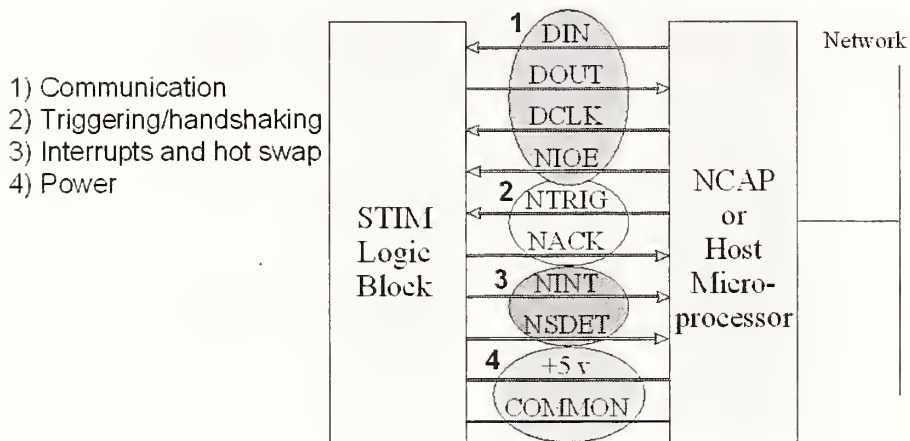 1) Communication
2) Triggering/handshaking
3) Interrupts and hot swap
4) Power
STIM
Logic
Block
1
DIN
DOUT
DCLK
NIOE
2
NTRIG
NACK
3
NINT
NSDET
4
+5 v
COMMON
NCAP
or
Host
Micro-
processor
Network